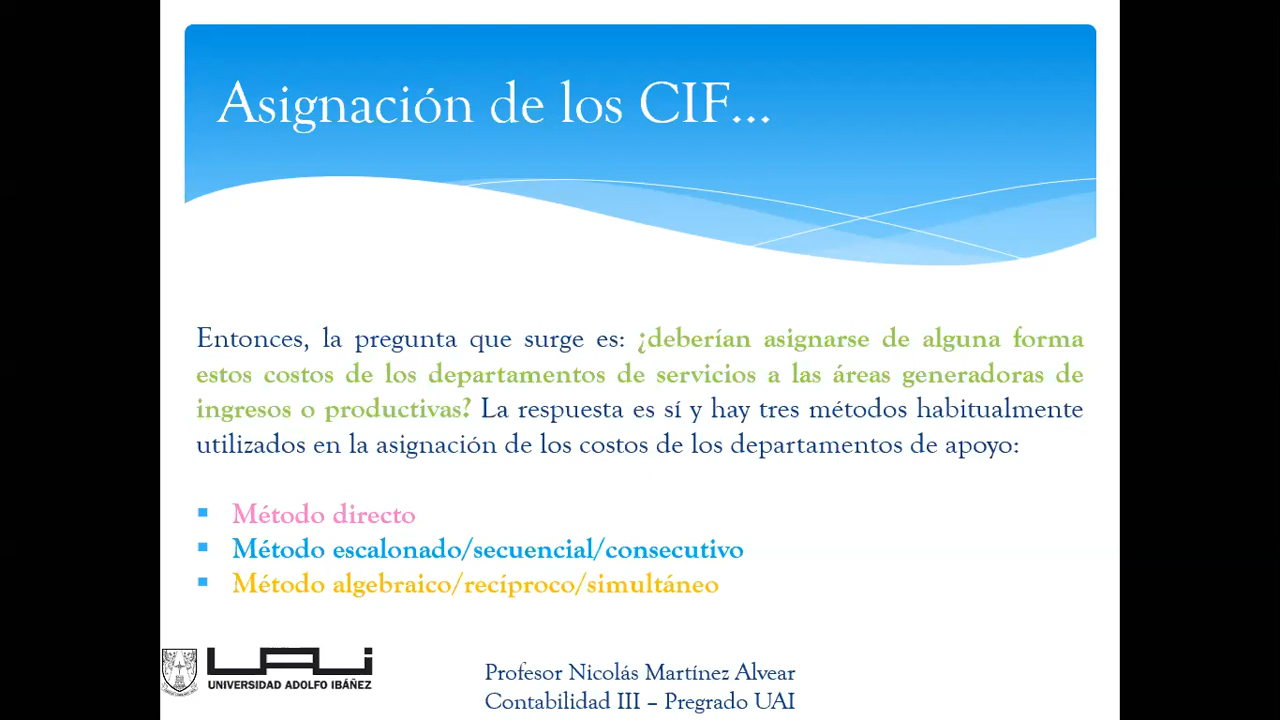 Asignación de los CIF...
Entonces, la pregunta que surge es: ¿deberían asignarse de alguna forma
estos costos de los departamentos de servicios a las áreas generadoras de
ingresos o productivas? La respuesta es sí y hay tres métodos habitualmente
utilizados en la asignación de los costos de los departamentos de apoyo:
▪ Método directo
▪ Método escalonado/secuencial/consecutivo
▪ Método algebraico/recíproco/simultáneo
UAI
UNIVERSIDAD ADOLFO IBÁÑEZ
Profesor Nicolás Martínez Alvear
Contabilidad III – Pregrado UAI